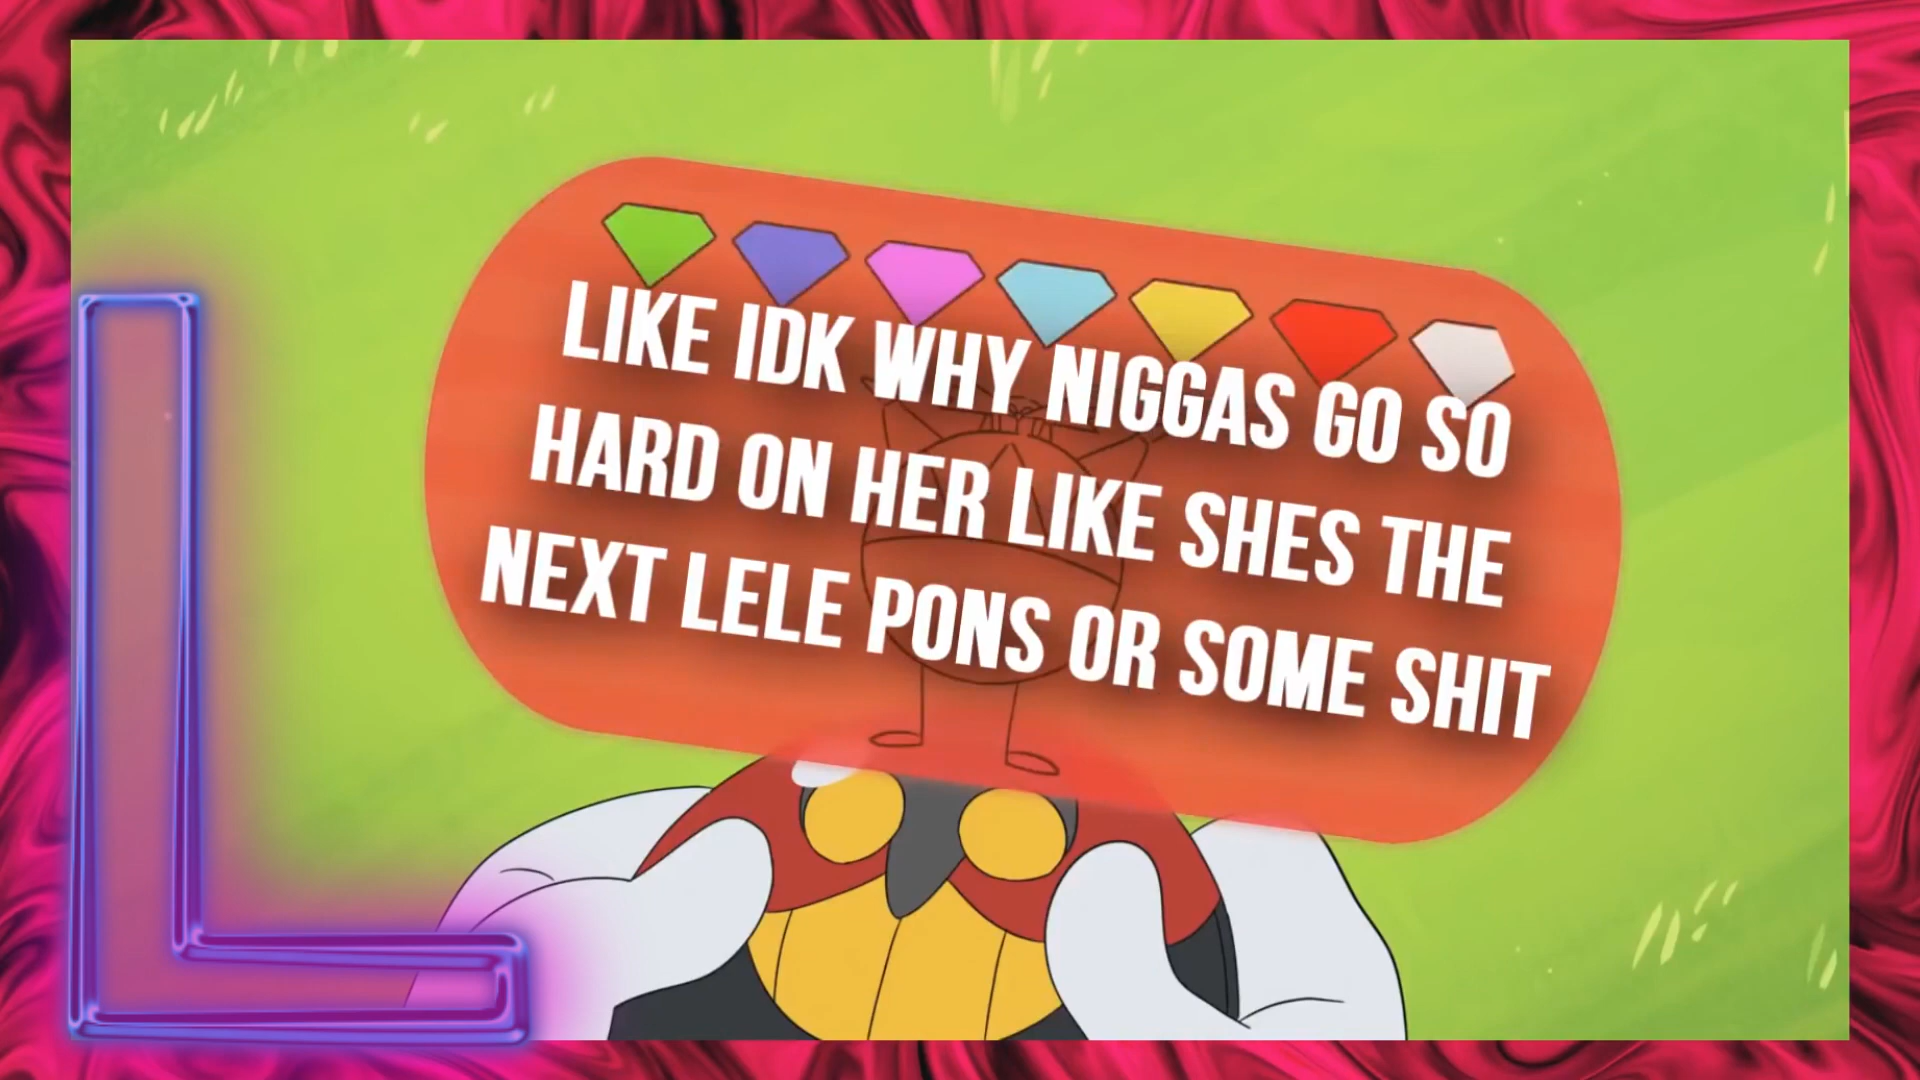 LIKE IDK WHY NIGGAS GO SO
HARD ON HER LIKE SHES THE
NEXT LELE PONS OR SOME SHIT
L